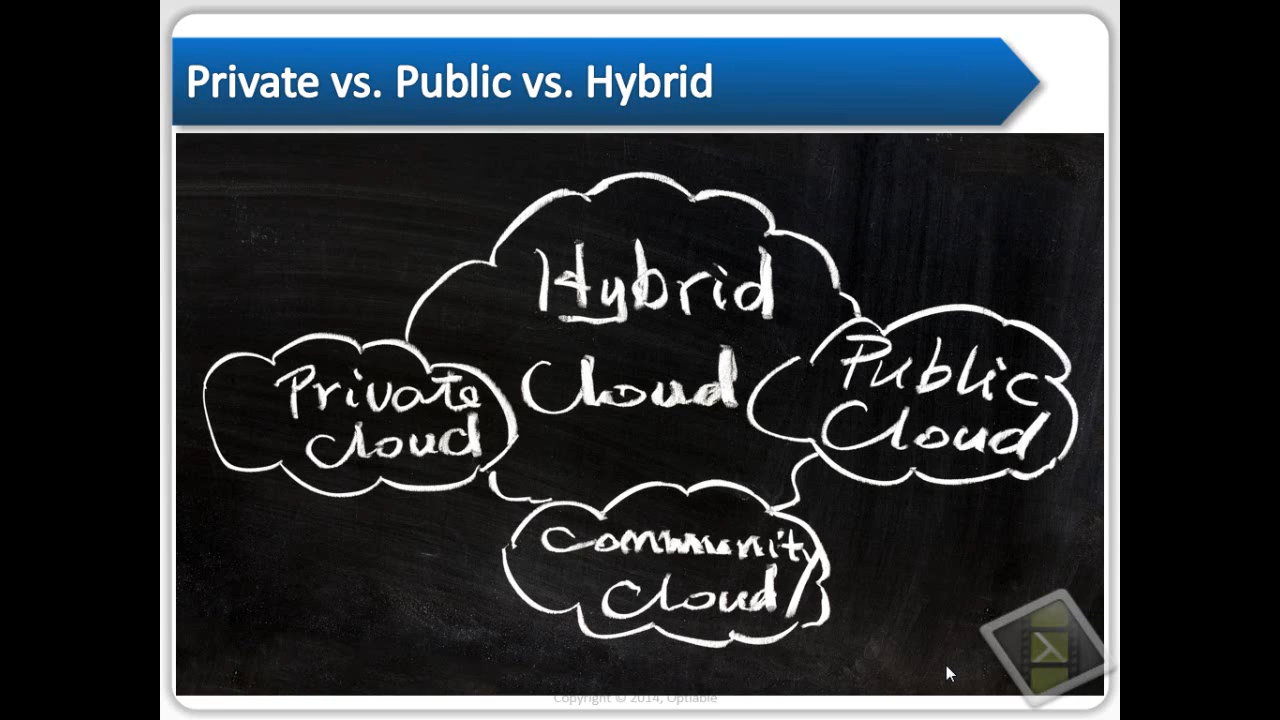 Private vs. Public vs. Hybrid
Hybrid
Cloud
Private
cloud
Public
Cloud
Community
Cloud
Copyright © 2014, Optiable